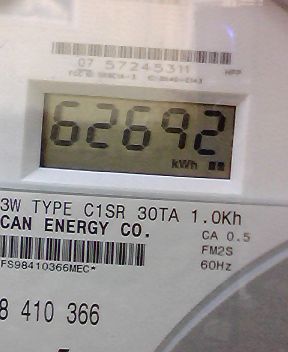 07 57245311
62692
kWh
3W TYPE C1SR 30TA 1.0Kh
CAN ENERGY CO.
CA 0.5
FM2S
FS98410366MEC*
60Hz
8 410 366